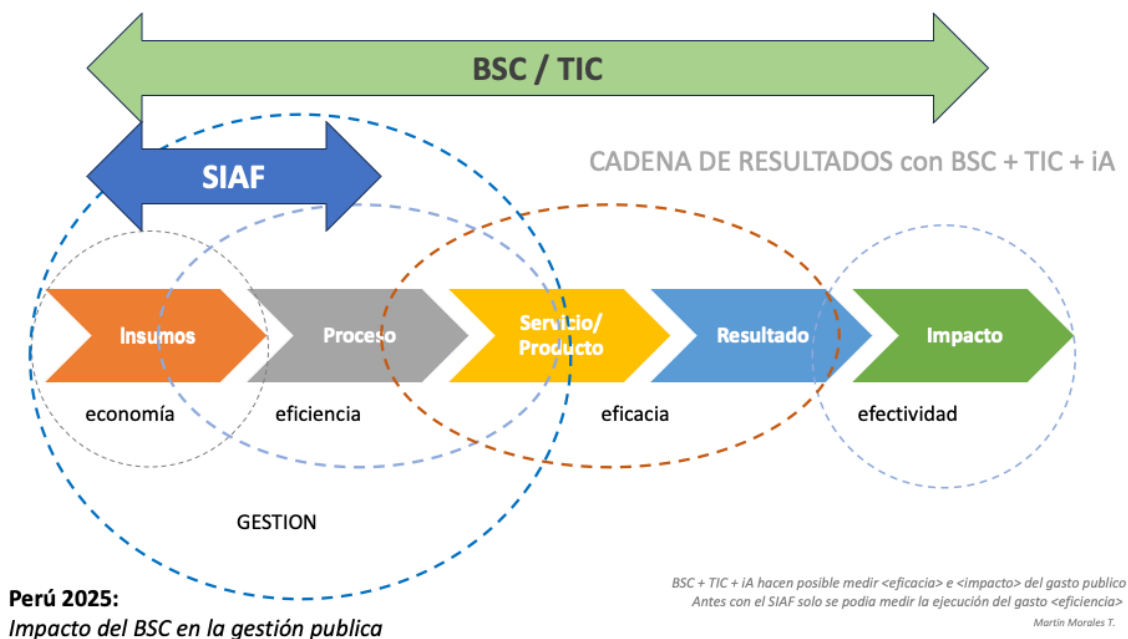 BSC / TIC
SIAF
CADENA DE RESULTADOS con BSC + TIC + iA
Insumos
Proceso
Servicio/
Producto
Resultado
Impacto
economía
eficiencia
eficacia
efectividad
GESTION
BSC + TIC + iA hacen posible medir <eficacia> e <impacto> del gasto publico
Antes con el SIAF solo se podia medir la ejecución del gasto <eficiencia>
Martin Morales T.
Perú 2025:
Impacto del BSC en la gestión publica